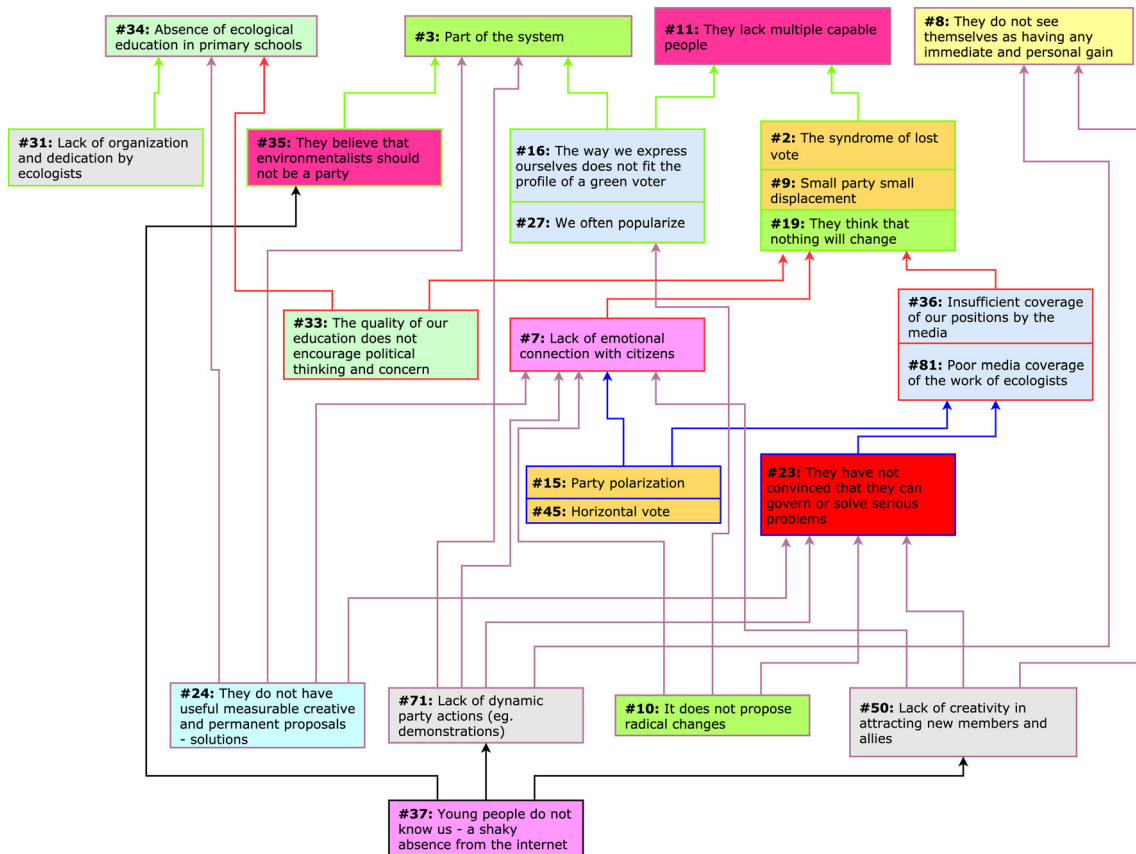 #34: Absence of ecological
education in primary schools
#3: Part of the system
#11: They lack multiple capable
people
#8: They do not see
themselves as having any
immediate and personal gain
#31: Lack of organization
and dedication by
ecologists
#35: They believe that
environmentalists should
not be a party
#16: The way we express
ourselves does not fit the
profile of a green voter
#27: We often popularize
#2: The syndrome of lost
vote
#9: Small party small
displacement
#19: They think that
nothing will change
#33: The quality of our
education does not
encourage political
thinking and concern
#7: Lack of emotional
connection with citizens
#36: Insufficient coverage
of our positions by the
media
#81: Poor media coverage
of the work of ecologists
#15: Party polarization
#45: Horizontal vote
#23: They have not
convinced that they can
govern or solve serious
problems
#24: They do not have
useful measurable creative
and permanent proposals
- solutions
#71: Lack of dynamic
party actions (eg.
demonstrations)
#10: It does not propose
radical changes
#50: Lack of creativity in
attracting new members and
allies
#37: Young people do not
know us - a shaky
absence from the internet